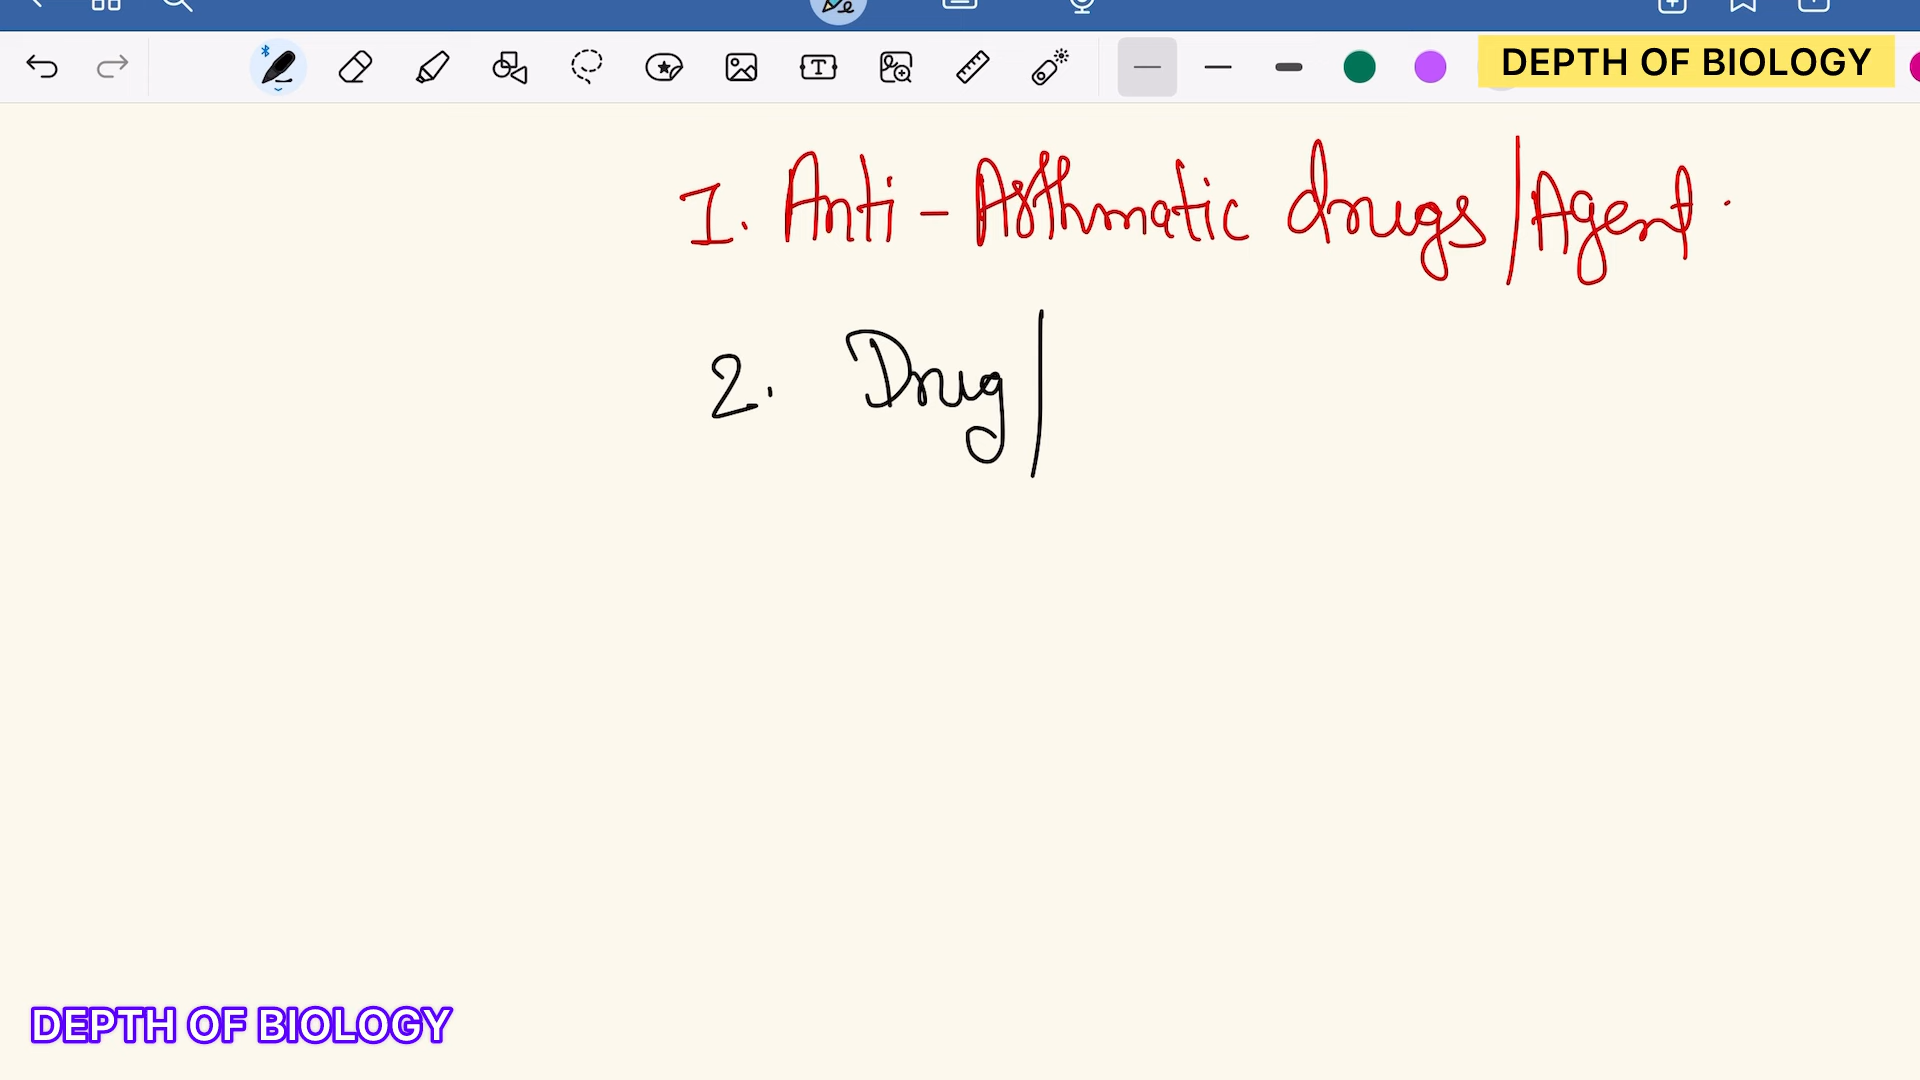 DEPTH OF BIOLOGY
1. Anti-Asthmatic drugs/Agent.
2. Drug/
DEPTH OF BIOLOGY